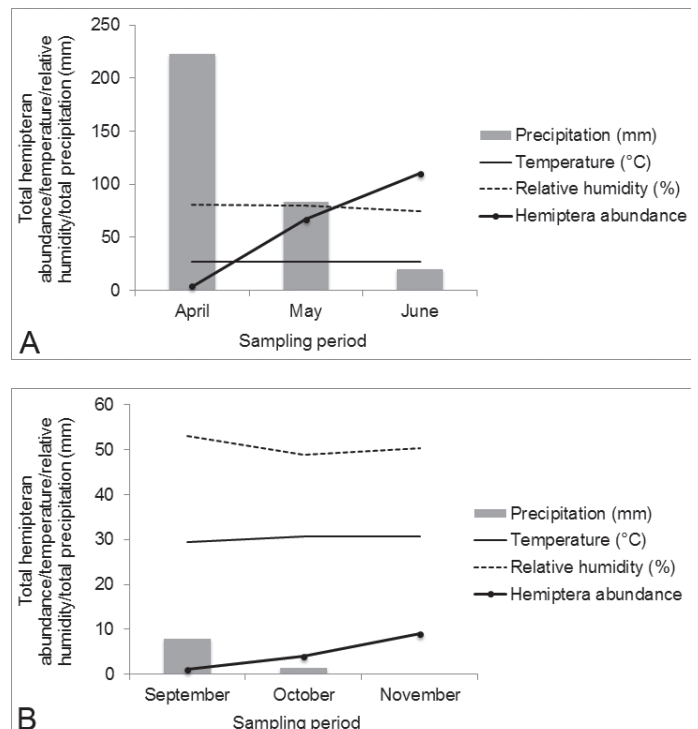 Total hemipteran
abundance/temperature/relative
humidity/total precipitation (mm)
250
200
150
100
50
0
April May June
Sampling period
Precipitation (mm)
Temperature (°C)
Relative humidity (%)
Hemiptera abundance
A
Total hemipteran
abundance/temperature/relative
humidity/total precipitation (mm)
60
50
40
30
20
10
0
September October November
Sampling period
Precipitation (mm)
Temperature (°C)
Relative humidity (%)
Hemiptera abundance
B